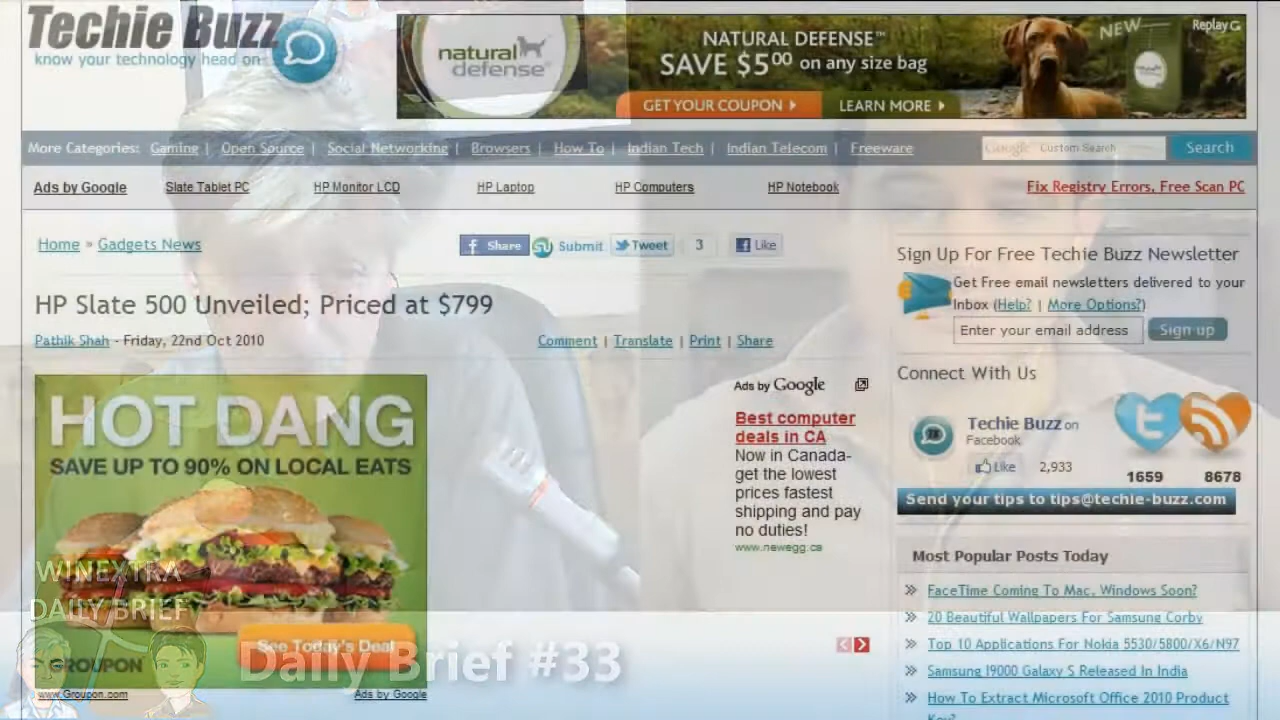 Techie Buzz
know your technology head on
natural
defense
NATURAL DEFENSE™
SAVE $5⁰⁰ on any size bag
GET YOUR COUPON
LEARN MORE
NEW
Replay
More Categories: Gaming | Open Source | Social Networking | Browsers | How To | Indian Tech | Indian Telecom | Freeware
Google Custom Search
Search
Ads by Google
Slate Tablet PC
HP Monitor LCD
HP Laptop
HP Computers
HP Notebook
Fix Registry Errors, Free Scan PC
Home » Gadgets News
Share
Submit
Tweet
3
Like
HP Slate 500 Unveiled; Priced at $799
Pathik Shah - Friday, 22nd Oct 2010
Comment | Translate | Print | Share
HOT DANG
SAVE UP TO 90% ON LOCAL EATS
See Today's Deal
GROUPON
www.Groupon.com
Ads by Google
Ads by Google
Best computer
deals in CA
Now in Canada-
get the lowest
prices fastest
shipping and pay
no duties!
www.newegg.ca
Sign Up For Free Techie Buzz Newsletter
Get Free email newsletters delivered to your
Inbox (Help? | More Options?)
Enter your email address
Sign up
Connect With Us
Techie Buzz on
Facebook
Like 2,933
1659
8678
Send your tips to tips@techie-buzz.com
Most Popular Posts Today
FaceTime Coming To Mac, Windows Soon?
20 Beautiful Wallpapers For Samsung Corby
Top 10 Applications For Nokia 5530/5800/X6/N97
Samsung I9000 Galaxy S Released In India
How To Extract Microsoft Office 2010 Product
Key?
WINEXTRA
DAILY BRIEF
Daily Brief #33